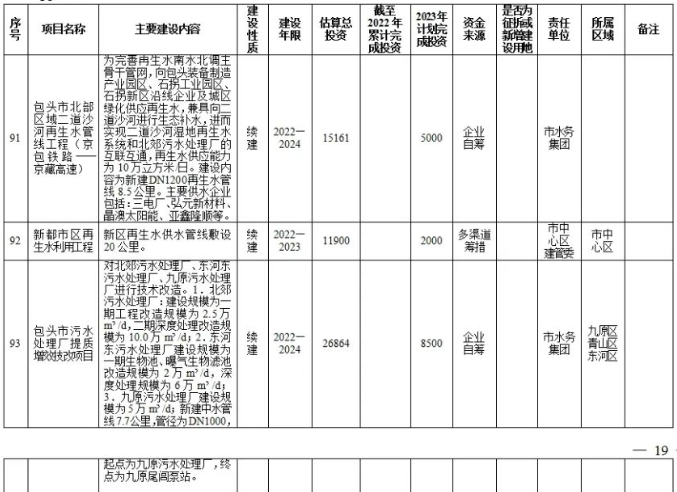 序号 项目名称 主要建设内容 建设性质 建设年限 估算总投资 截至2022年累计完成投资 2023年计划完成投资 资金来源 是否为征拆或新增建设用地 责任单位 所属区域 备注
91
包头市北部
区域二道沙
河再生水管
线工程（京
包铁路——
京藏高速）
为完善再生水南水北调主
骨干管网，向包头装备制造
产业园区、石拐工业园区、
石拐新区沿线企业及城区
绿化供应再生水，兼具向二
道沙河进行生态补水，进而
实现二道沙河湿地再生水
系统和北郊污水处理厂的
互联互通，再生水供应能力
为10万立方米/日。建设内
容为新建DN1200再生水管
线8.5公里。主要供水企业
包括：三电厂、弘元新材料、
晶澳太阳能、亚鑫隆顺等。
续建
2022—
2024
15161
5000
企业
自筹
市水务
集团
92
新都市区再
生水利用工程
新区再生水供水管线敷设
20公里。
续建
2022—
2023
11900
2000
多渠道
筹措
市中
心区
建管委
市中
心区
93
包头市污水
处理厂提质
增效技改项目
对北郊污水处理厂、东河东
污水处理厂、九原污水处理
厂进行技术改造。1．北郊
污水处理厂：建设规模为一
期工程改造规模为2.5万
m³/d，二期深度处理改造规
模为10.0万m³/d；2．东河
东污水处理厂建设规模为
一期生物池、曝气生物滤池
改造规模为2万m³/d，深
度处理规模为6万m³/d；
3．九原污水处理厂建设规
模为5万m³/d；新建中水管
线7.7公里，管径为DN1000，
续建
2022—
2024
26864
8500
企业
自筹
市水务
集团
九原区
青山区
东河区
— 19
起点为九原污水处理厂，终
点为九原尾闾泵站。